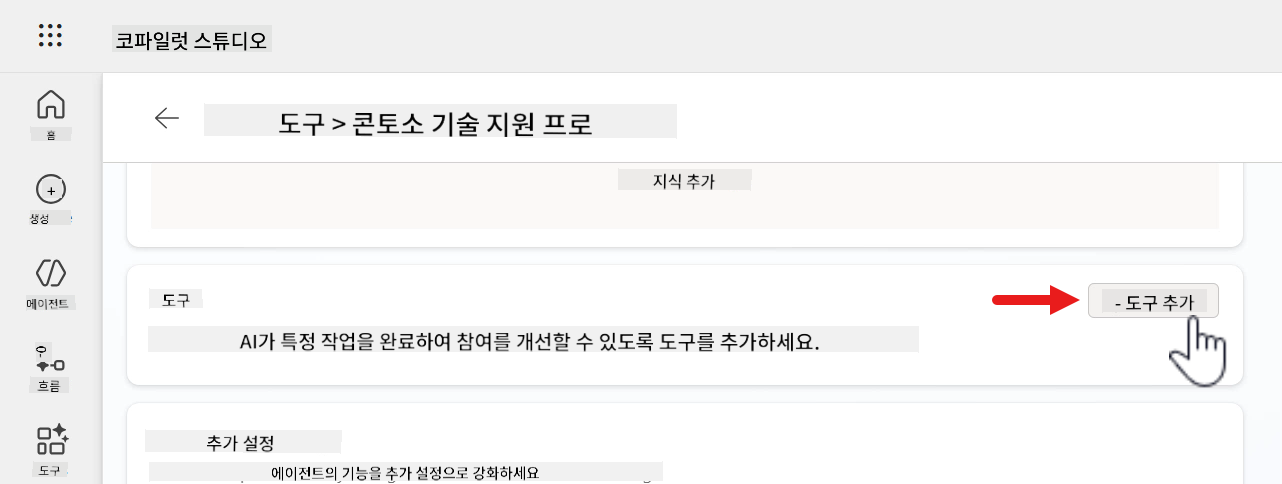 코파일럿 스튜디오
홈
생성
에이전트
흐름
도구
도구 > 콘토소 기술 지원 프로
지식 추가
도구
- 도구 추가
AI가 특정 작업을 완료하여 참여를 개선할 수 있도록 도구를 추가하세요.
추가 설정
에이전트의 기능을 추가 설정으로 강화하세요